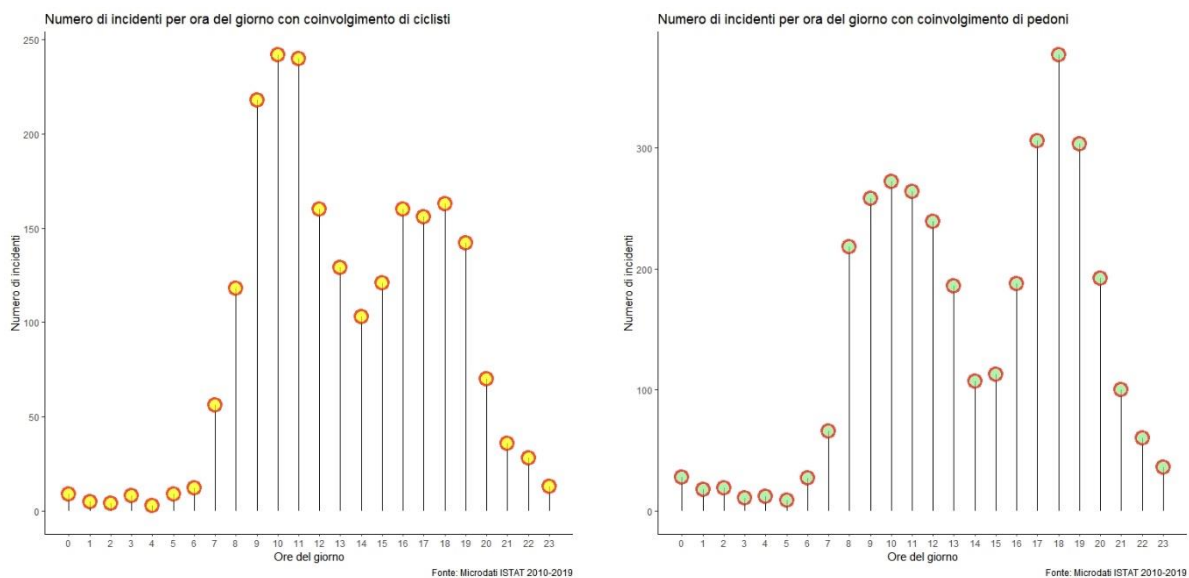 Numero di incidenti per ora del giorno con coinvolgimento di ciclisti
250
200
150
100
50
0
Numero di incidenti
0 1 2 3 4 5 6 7 8 9 10 11 12 13 14 15 16 17 18 19 20 21 22 23
Ore del giorno
Fonte: Microdati ISTAT 2010-2019
Numero di incidenti per ora del giorno con coinvolgimento di pedoni
300
200
100
0
Numero di incidenti
0 1 2 3 4 5 6 7 8 9 10 11 12 13 14 15 16 17 18 19 20 21 22 23
Ore del giorno
Fonte: Microdati ISTAT 2010-2019